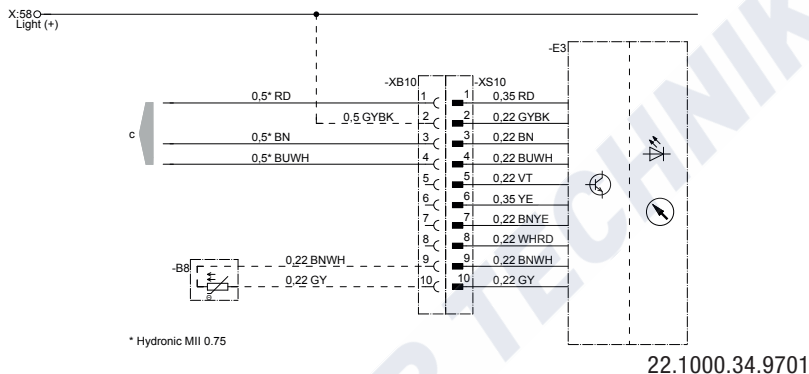 X:58
Light (+)
-E3
-XB10
-XS10
0,5* RD
1
1
0,35 RD
0,5 GYBK
2
2
0,22 GYBK
c
0,5* BN
3
3
0,22 BN
0,5* BUWH
4
4
0,22 BUWH
5
5
0,22 VT
6
6
0,35 YE
7
7
0,22 BNYE
8
8
0,22 WHRD
-B8
0,22 BNWH
9
9
0,22 BNWH
0,22 GY
10
10
0,22 GY
* Hydronic MII 0.75
22.1000.34.9701
TECHNIK